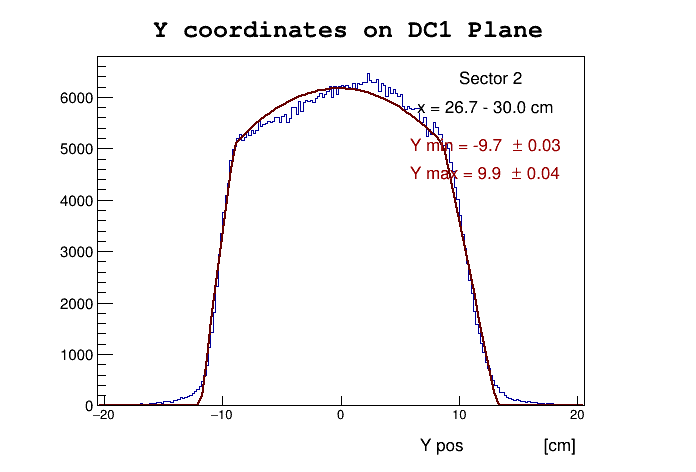 Y coordinates on DC1 Plane
Sector 2
x = 26.7 - 30.0 cm
Y min = -9.7 ± 0.03
Y max = 9.9 ± 0.04
6000
5000
4000
3000
2000
1000
0
−20 −10 0 10 20
Y pos [cm]